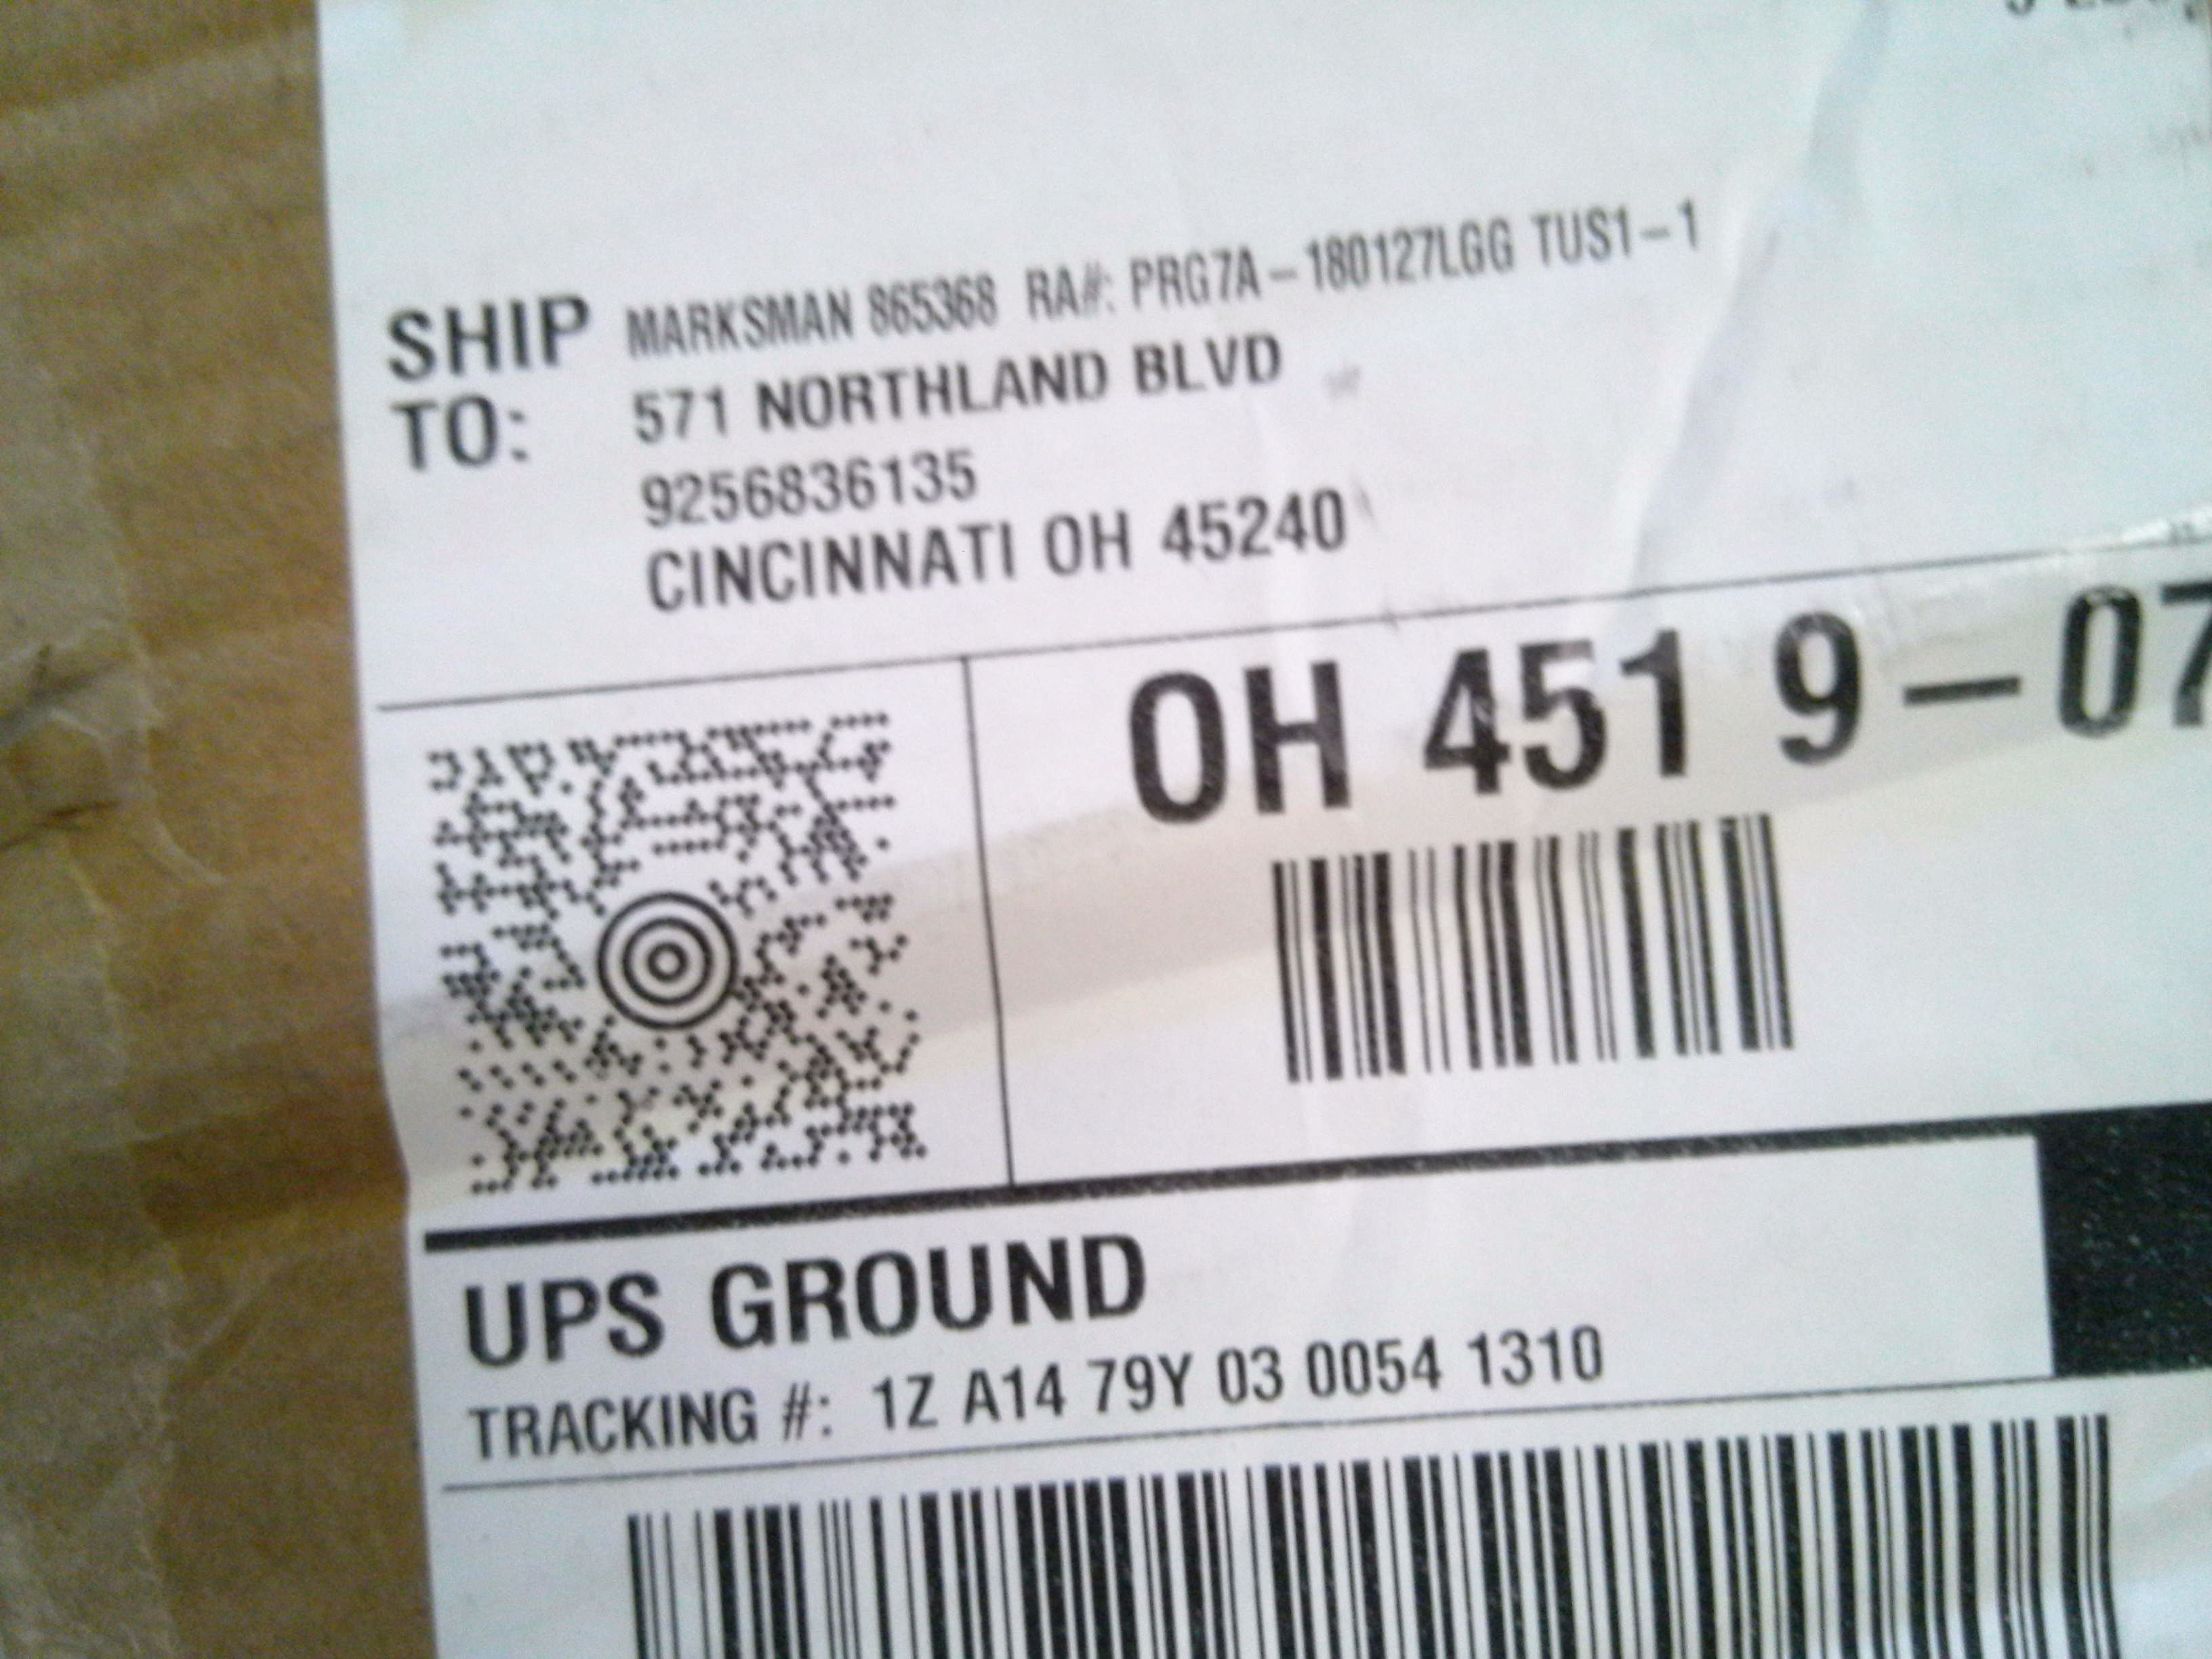 SHIP TO:
MARKSMAN 865368 RA#: PRG7A-180127LGG TUS1-1
571 NORTHLAND BLVD
9256836135
CINCINNATI OH 45240
OH 451 9-07
UPS GROUND
TRACKING #: 1Z A14 79Y 03 0054 1310